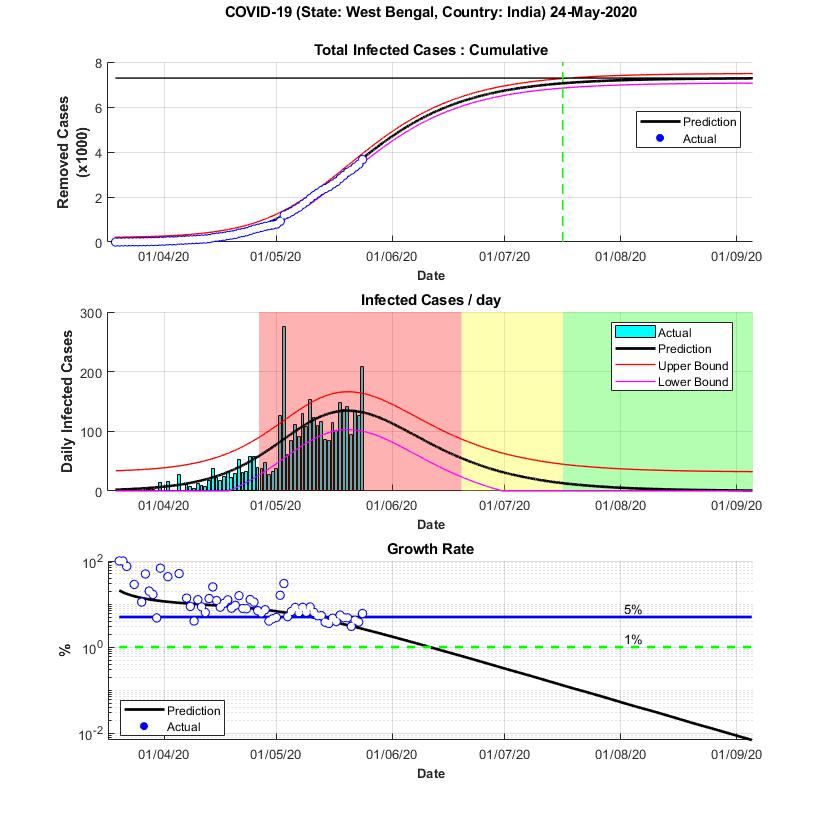 COVID-19 (State: West Bengal, Country: India) 24-May-2020
Total Infected Cases : Cumulative
8
6
4
2
0
Removed Cases
(x1000)
Prediction
Actual
01/04/20 01/05/20 01/06/20 01/07/20 01/08/20 01/09/20
Date
Infected Cases / day
300
200
100
0
Daily Infected Cases
Actual
Prediction
Upper Bound
Lower Bound
01/04/20 01/05/20 01/06/20 01/07/20 01/08/20 01/09/20
Date
Growth Rate
10^2
10^0
10^-2
%
5%
1%
Prediction
Actual
01/04/20 01/05/20 01/06/20 01/07/20 01/08/20 01/09/20
Date